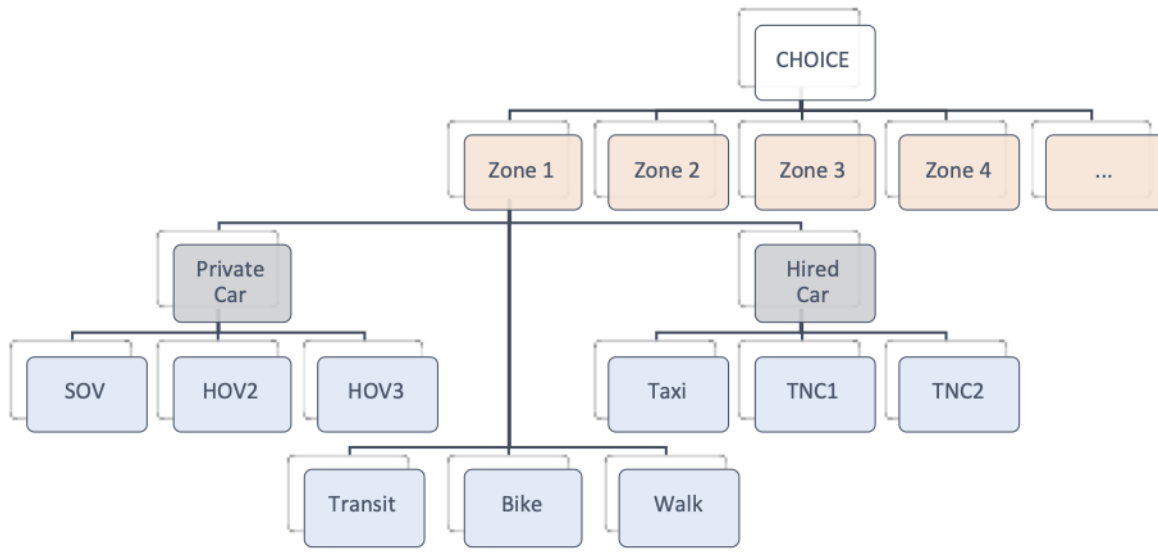 CHOICE
Zone 1
Zone 2
Zone 3
Zone 4
...
Private
Car
Hired
Car
SOV
HOV2
HOV3
Taxi
TNC1
TNC2
Transit
Bike
Walk